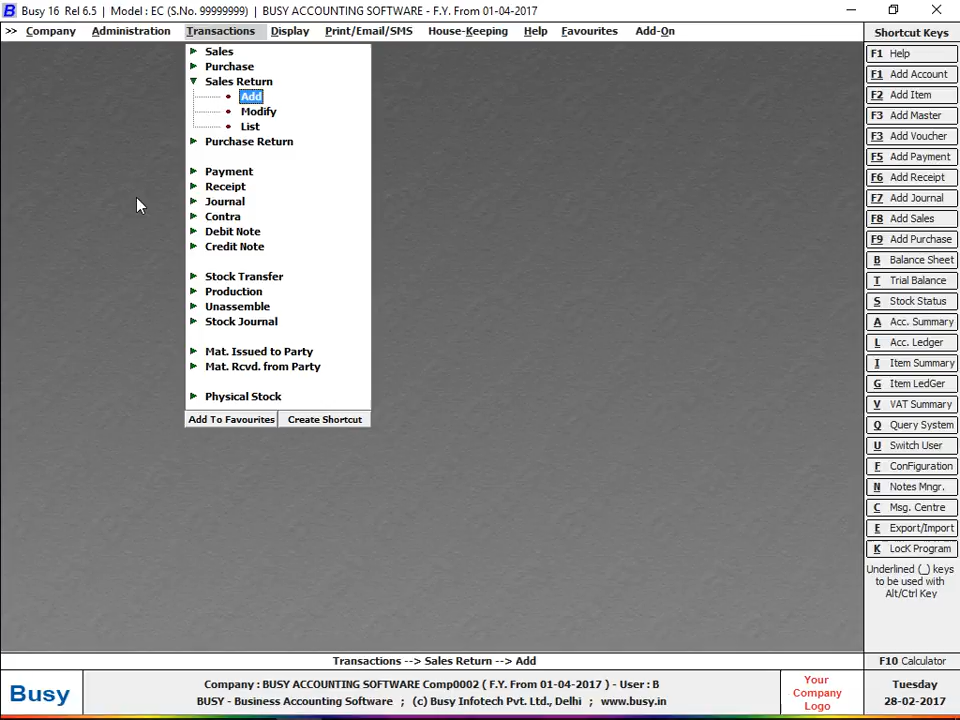 B Busy 16 Rel 6.5 | Model : EC (S.No. 99999999) | BUSY ACCOUNTING SOFTWARE - F.Y. From 01-04-2017
>> Company Administration Transactions Display Print/Email/SMS House-Keeping Help Favourites Add-On
Sales
Purchase
Sales Return
Add
Modify
List
Purchase Return
Payment
Receipt
Journal
Contra
Debit Note
Credit Note
Stock Transfer
Production
Unassemble
Stock Journal
Mat. Issued to Party
Mat. Rcvd. from Party
Physical Stock
Add To Favourites Create Shortcut
Shortcut Keys
F1 Help
F1 Add Account
F2 Add Item
F3 Add Master
F3 Add Voucher
F5 Add Payment
F6 Add Receipt
F7 Add Journal
F8 Add Sales
F9 Add Purchase
B Balance Sheet
T Trial Balance
S Stock Status
A Acc. Summary
L Acc. Ledger
I Item Summary
G Item LedGer
V VAT Summary
Q Query System
U Switch User
F ConFiguration
N Notes Mngr.
C Msg. Centre
E Export/Import
K LocK Program
Underlined (_) keys
to be used with
Alt/Ctrl Key
Transactions --> Sales Return --> Add
F10 Calculator
Busy
Company : BUSY ACCOUNTING SOFTWARE Comp0002 ( F.Y. From 01-04-2017 ) - User : B
BUSY - Business Accounting Software ; (c) Busy Infotech Pvt. Ltd., Delhi ; www.busy.in
Your
Company
Logo
Tuesday
28-02-2017